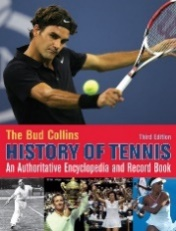 The Bud Collins
Third Edition
HISTORY OF TENNIS
An Authoritative Encyclopedia and Record Book